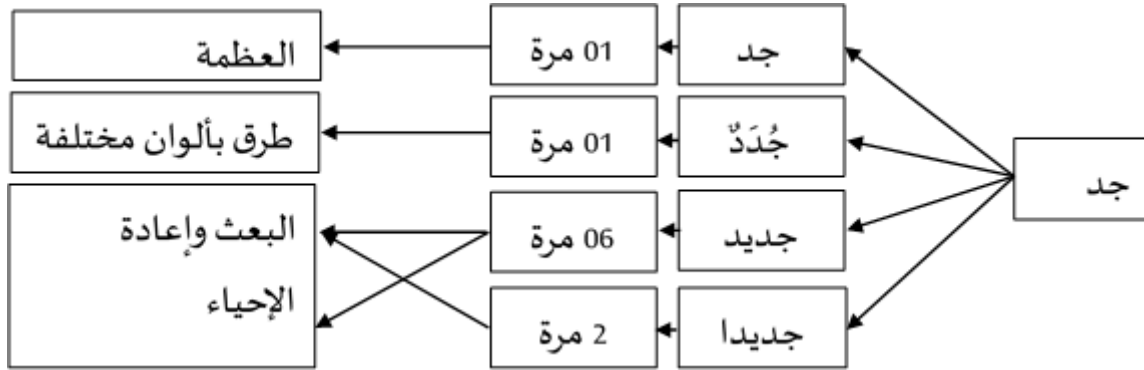 جد
جد
01 مرة
العظمة
جُدَدٌ
01 مرة
طرق بألوان مختلفة
جديد
06 مرة
البعث وإعادة
الإحياء
جديدا
2 مرة